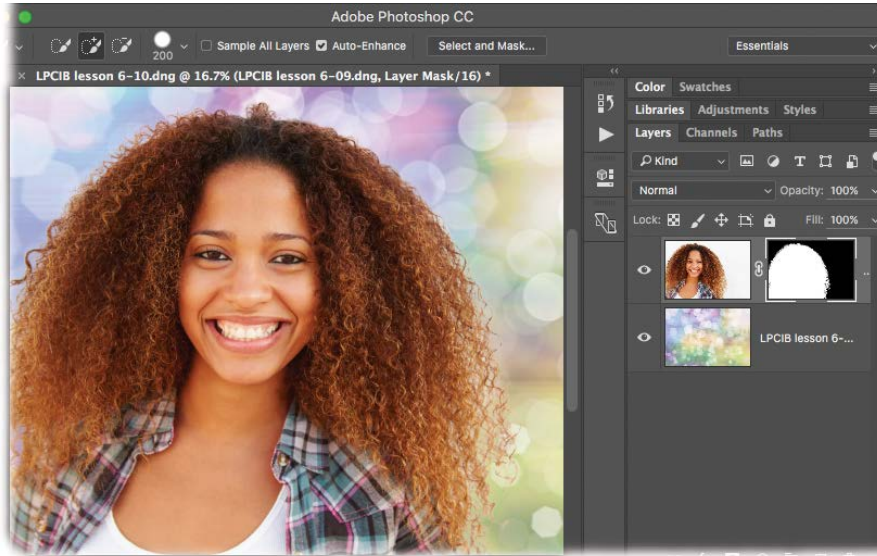 Adobe Photoshop CC
200
Sample All Layers
Auto-Enhance
Select and Mask...
Essentials
× LPCIB lesson 6-10.dng @ 16.7% (LPCIB lesson 6-09.dng, Layer Mask/16) *
Color Swatches
Libraries Adjustments Styles
Layers Channels Paths
Kind
Normal Opacity: 100%
Lock: Fill: 100%
LPCIB lesson 6-...